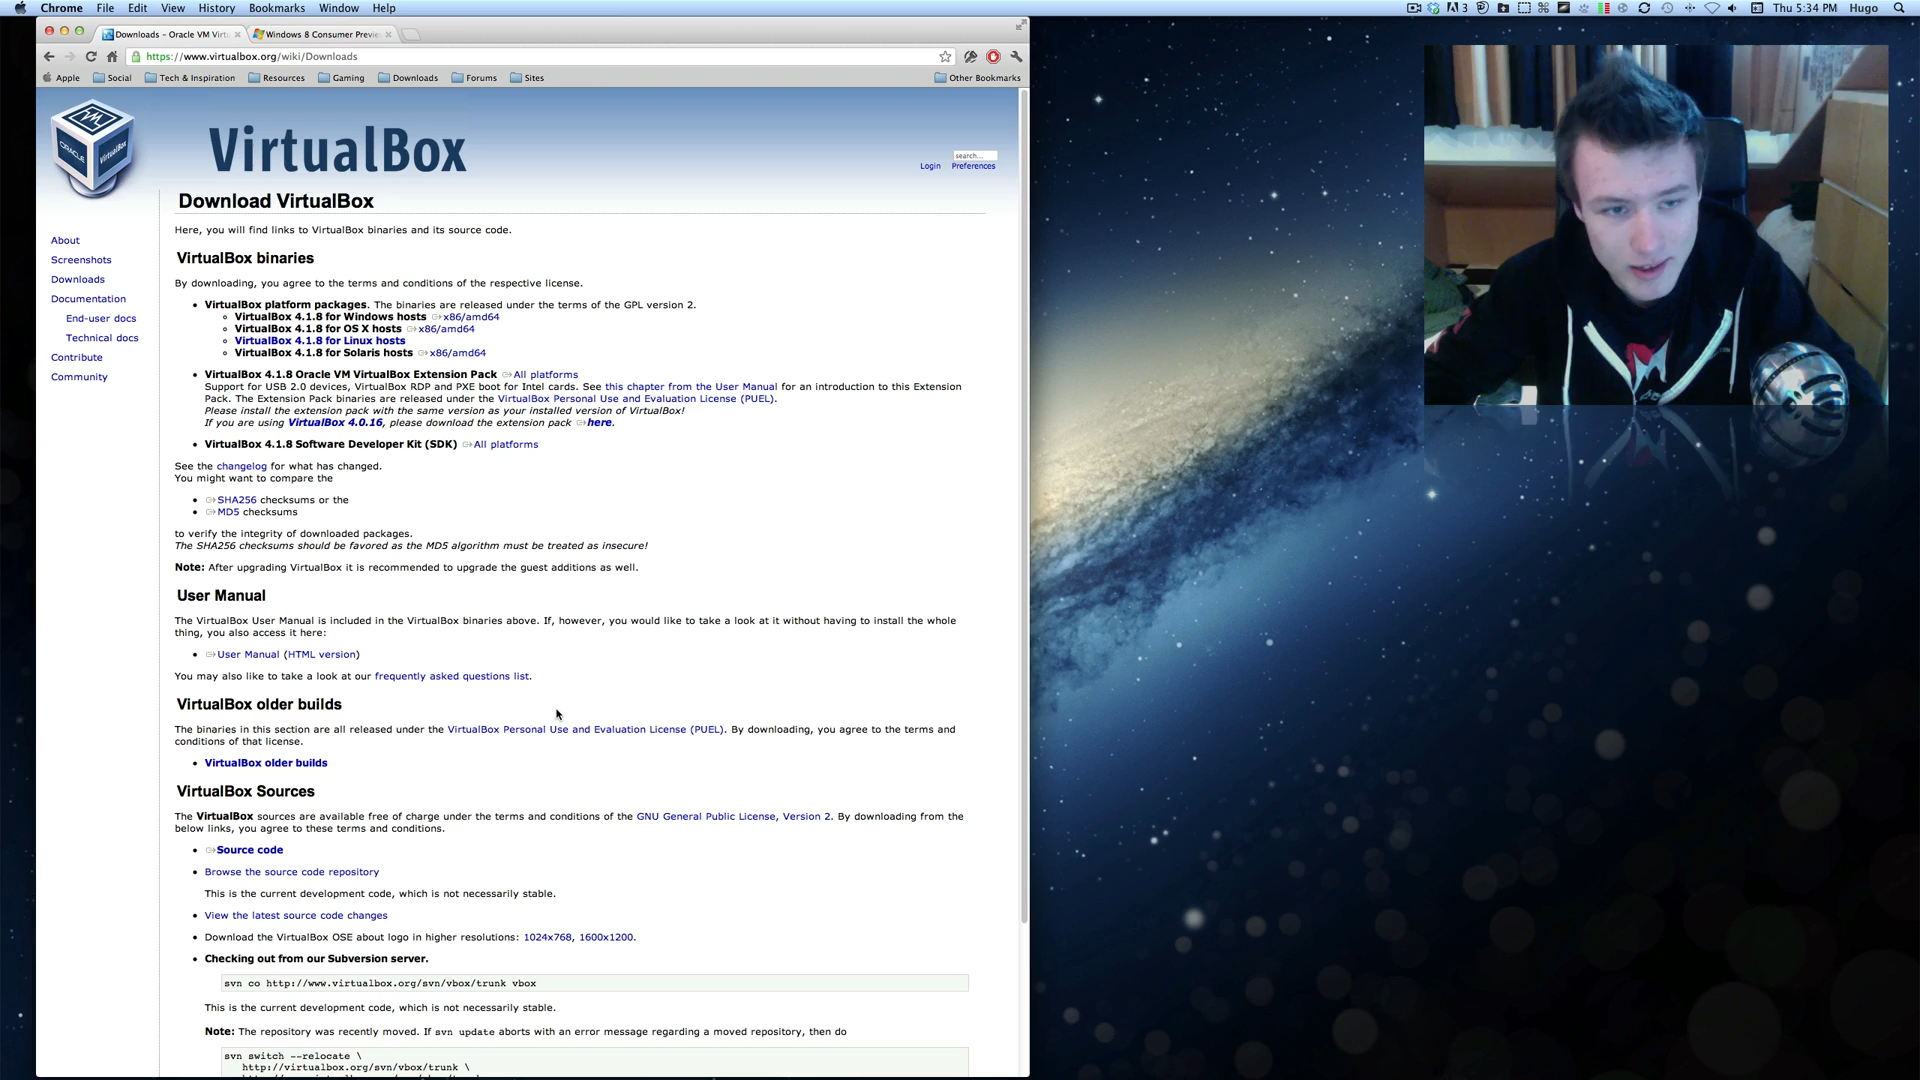 Chrome File Edit View History Bookmarks Window Help
3 Thu 5:34 PM Hugo
Downloads – Oracle VM Virtu
Windows 8 Consumer Previe
https://www.virtualbox.org/wiki/Downloads
Apple Social Tech & Inspiration Resources Gaming Downloads Forums Sites Other Bookmarks
ORACLE
VirtualBox
VirtualBox
search...
Login Preferences
About
Screenshots
Downloads
Documentation
End-user docs
Technical docs
Contribute
Community
Download VirtualBox
Here, you will find links to VirtualBox binaries and its source code.
VirtualBox binaries
By downloading, you agree to the terms and conditions of the respective license.
VirtualBox platform packages. The binaries are released under the terms of the GPL version 2.
VirtualBox 4.1.8 for Windows hosts x86/amd64
VirtualBox 4.1.8 for OS X hosts x86/amd64
VirtualBox 4.1.8 for Linux hosts
VirtualBox 4.1.8 for Solaris hosts x86/amd64
VirtualBox 4.1.8 Oracle VM VirtualBox Extension Pack All platforms
Support for USB 2.0 devices, VirtualBox RDP and PXE boot for Intel cards. See this chapter from the User Manual for an introduction to this Extension
Pack. The Extension Pack binaries are released under the VirtualBox Personal Use and Evaluation License (PUEL).
Please install the extension pack with the same version as your installed version of VirtualBox!
If you are using VirtualBox 4.0.16, please download the extension pack here.
VirtualBox 4.1.8 Software Developer Kit (SDK) All platforms
See the changelog for what has changed.
You might want to compare the
SHA256 checksums or the
MD5 checksums
to verify the integrity of downloaded packages.
The SHA256 checksums should be favored as the MD5 algorithm must be treated as insecure!
Note: After upgrading VirtualBox it is recommended to upgrade the guest additions as well.
User Manual
The VirtualBox User Manual is included in the VirtualBox binaries above. If, however, you would like to take a look at it without having to install the whole
thing, you also access it here:
User Manual (HTML version)
You may also like to take a look at our frequently asked questions list.
VirtualBox older builds
The binaries in this section are all released under the VirtualBox Personal Use and Evaluation License (PUEL). By downloading, you agree to the terms and
conditions of that license.
VirtualBox older builds
VirtualBox Sources
The VirtualBox sources are available free of charge under the terms and conditions of the GNU General Public License, Version 2. By downloading from the
below links, you agree to these terms and conditions.
Source code
Browse the source code repository
This is the current development code, which is not necessarily stable.
View the latest source code changes
Download the VirtualBox OSE about logo in higher resolutions: 1024x768, 1600x1200.
Checking out from our Subversion server.
svn co http://www.virtualbox.org/svn/vbox/trunk vbox
This is the current development code, which is not necessarily stable.
Note: The repository was recently moved. If svn update aborts with an error message regarding a moved repository, then do
svn switch --relocate \
http://virtualbox.org/svn/vbox/trunk \